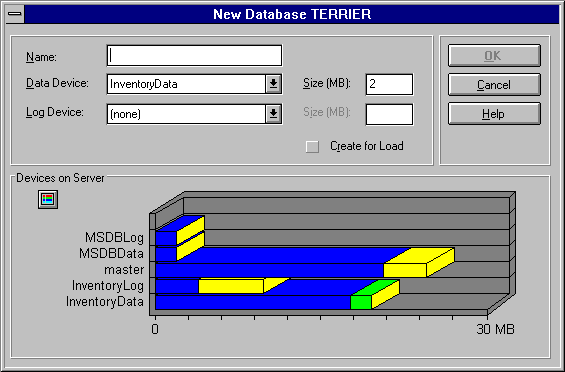 New Database TERRIER
Name:
OK
Data Device: InventoryData Size (MB): 2
Cancel
Log Device: (none) Size (MB):
Help
Create for Load
Devices on Server
MSDBLog
MSDBData
master
InventoryLog
InventoryData
0 30 MB